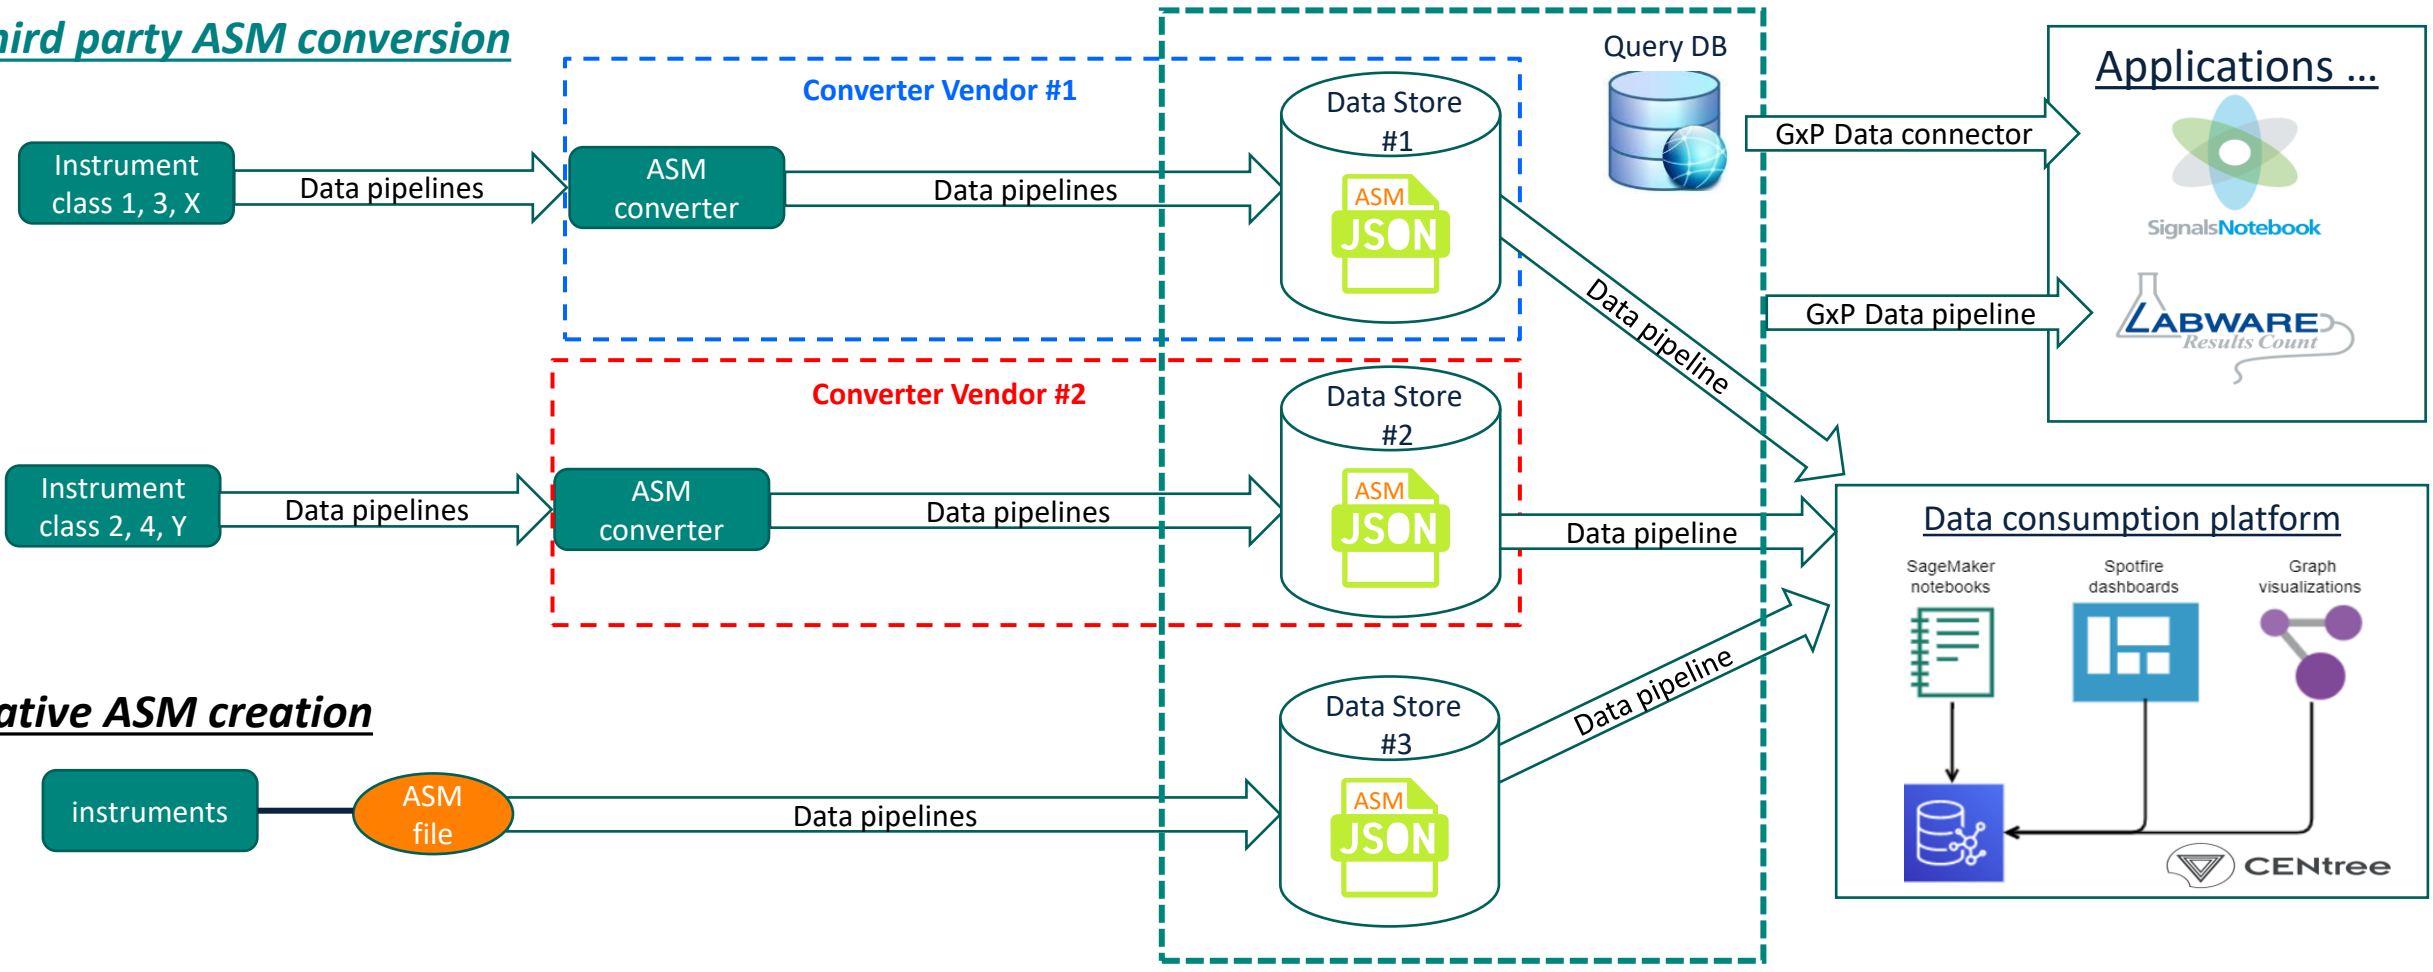 hird party ASM conversion
Converter Vendor #1
Query DB
Applications ...
Instrument
class 1, 3, X
Data pipelines
ASM
converter
Data pipelines
Data Store
#1
ASM
JSON
GxP Data connector
SignalsNotebook
GxP Data pipeline
LABWARE
Results Count
Data pipeline
Converter Vendor #2
Instrument
class 2, 4, Y
Data pipelines
ASM
converter
Data pipelines
Data Store
#2
ASM
JSON
Data pipeline
Data consumption platform
SageMaker
notebooks
Spotfire
dashboards
Graph
visualizations
CENtree
ative ASM creation
instruments
ASM
file
Data pipelines
Data Store
#3
ASM
JSON
Data pipeline